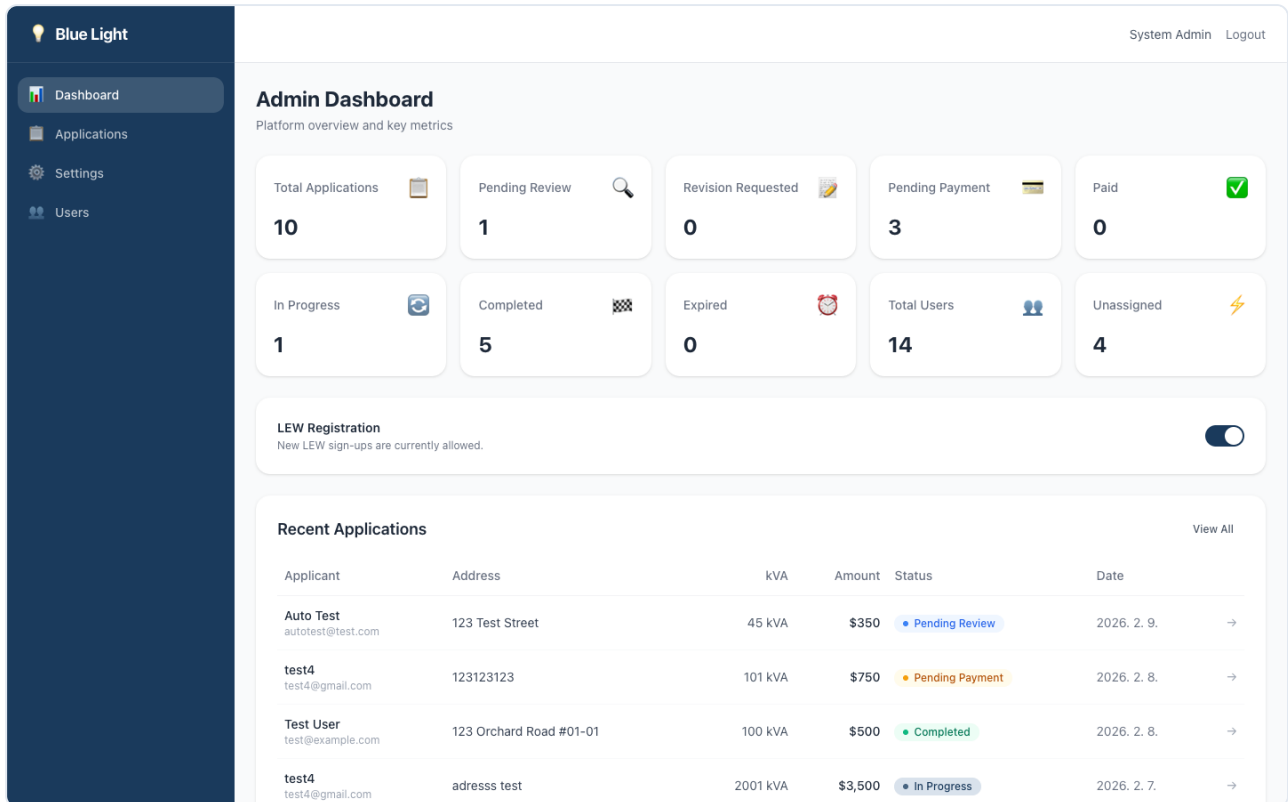 Blue Light
System Admin Logout
Dashboard
Applications
Settings
Users
Admin Dashboard
Platform overview and key metrics
Total Applications
10
Pending Review
1
Revision Requested
0
Pending Payment
3
Paid
0
In Progress
1
Completed
5
Expired
0
Total Users
14
Unassigned
4
LEW Registration
New LEW sign-ups are currently allowed.
Recent Applications
View All
Applicant Address kVA Amount Status Date
Auto Test
autotest@test.com
123 Test Street 45 kVA $350 Pending Review 2026. 2. 9. →
test4
test4@gmail.com
123123123 101 kVA $750 Pending Payment 2026. 2. 8. →
Test User
test@example.com
123 Orchard Road #01-01 100 kVA $500 Completed 2026. 2. 8. →
test4
test4@gmail.com
adresss test 2001 kVA $3,500 In Progress 2026. 2. 7. →